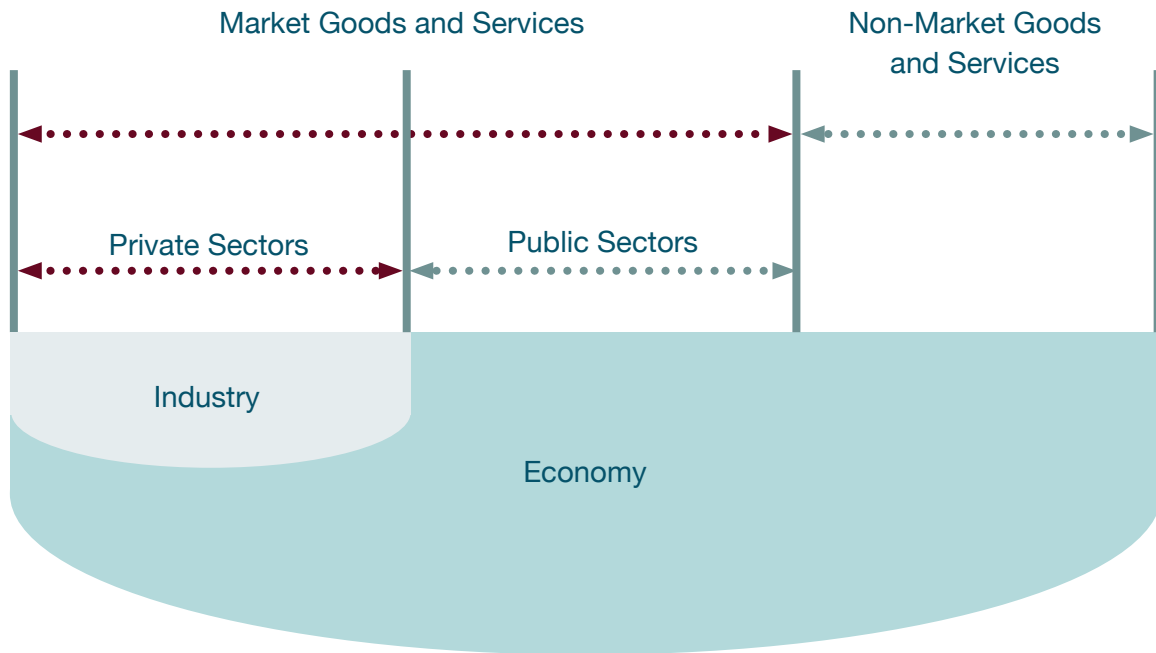 Market Goods and Services
Non-Market Goods
and Services
Private Sectors
Public Sectors
Industry
Economy